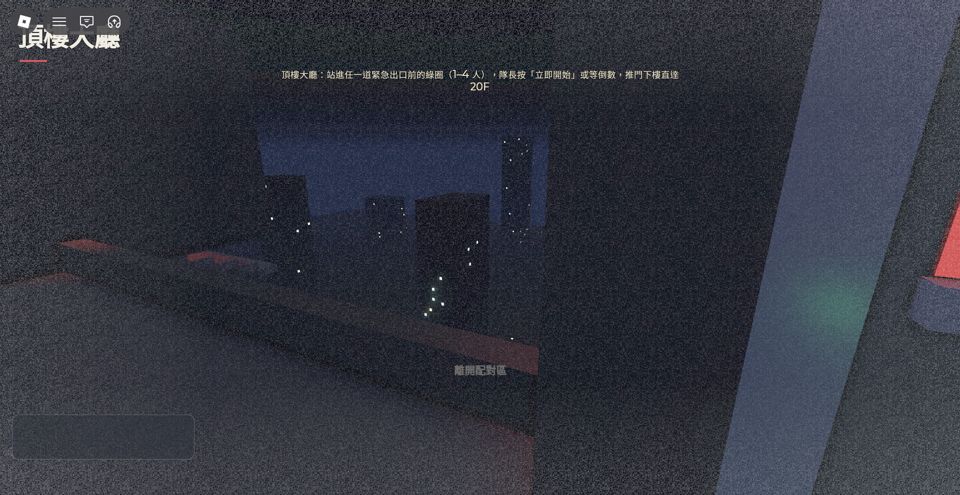 頂樓大廳
頂樓大廳：站進任一道緊急出口前的綠圈（1–4 人），隊長按「立即開始」或等倒數，推門下樓直達
20F
離開配對區